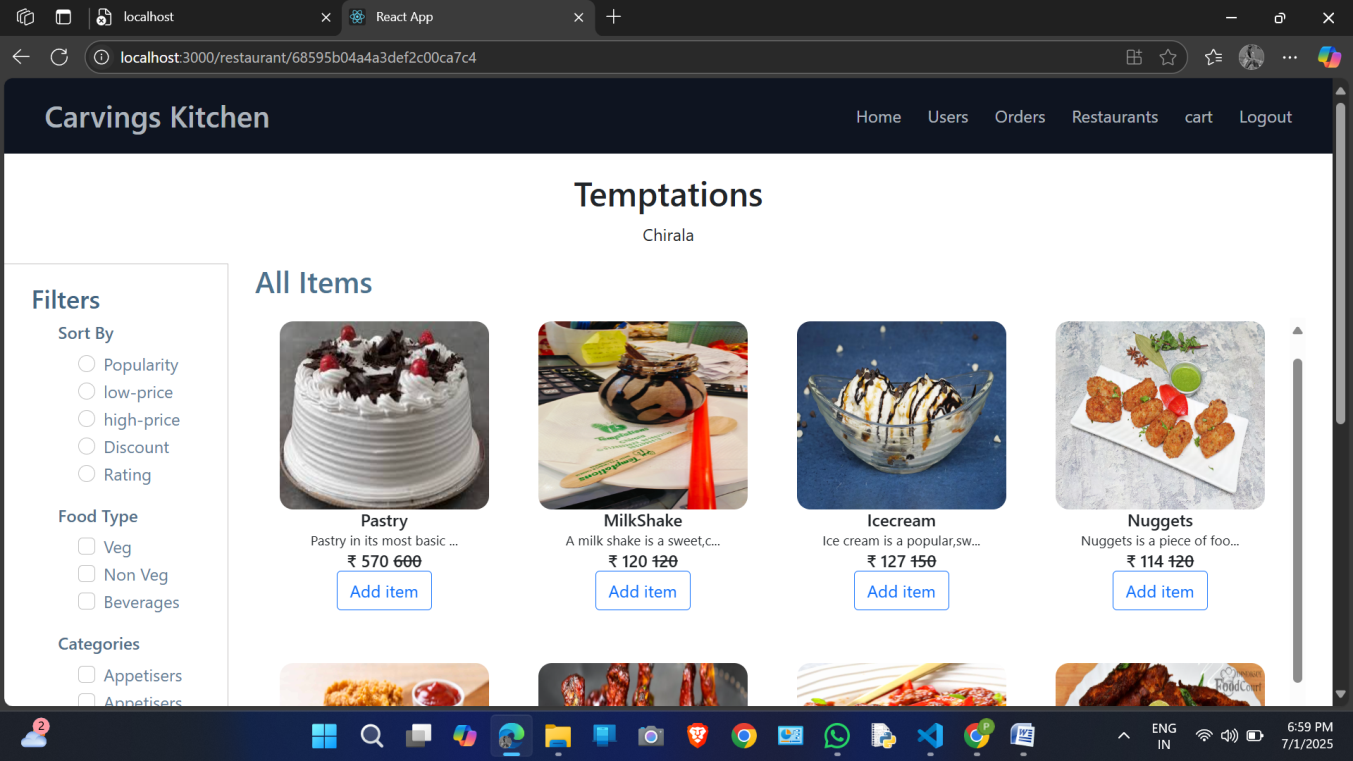 localhost
React App
localhost:3000/restaurant/68595b04a4a3def2c00ca7c4
Carvings Kitchen
Home Users Orders Restaurants cart Logout
Temptations
Chirala
All Items
Filters
Sort By
Popularity
low-price
high-price
Discount
Rating
Food Type
Veg
Non Veg
Beverages
Categories
Appetisers
Appetisers
Temptations
Pastry
Pastry in its most basic ...
₹ 570 600
Add item
MilkShake
A milk shake is a sweet,c...
₹ 120 120
Add item
Icecream
Ice cream is a popular,sw...
₹ 127 150
Add item
Nuggets
Nuggets is a piece of foo...
₹ 114 120
Add item
FoodCourt
2
P
ENG
IN
6:59 PM
7/1/2025